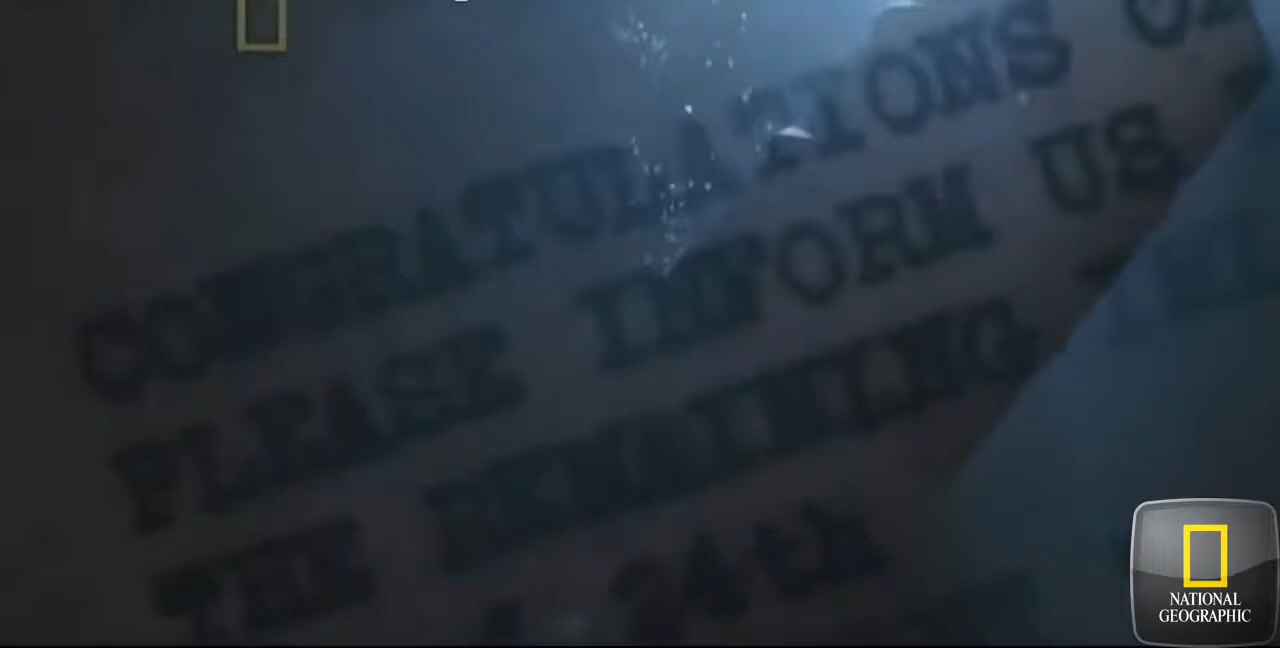 CONGRATULATIONS
PLEASE INFORM US
THE REMAINING
24th
NATIONAL
GEOGRAPHIC